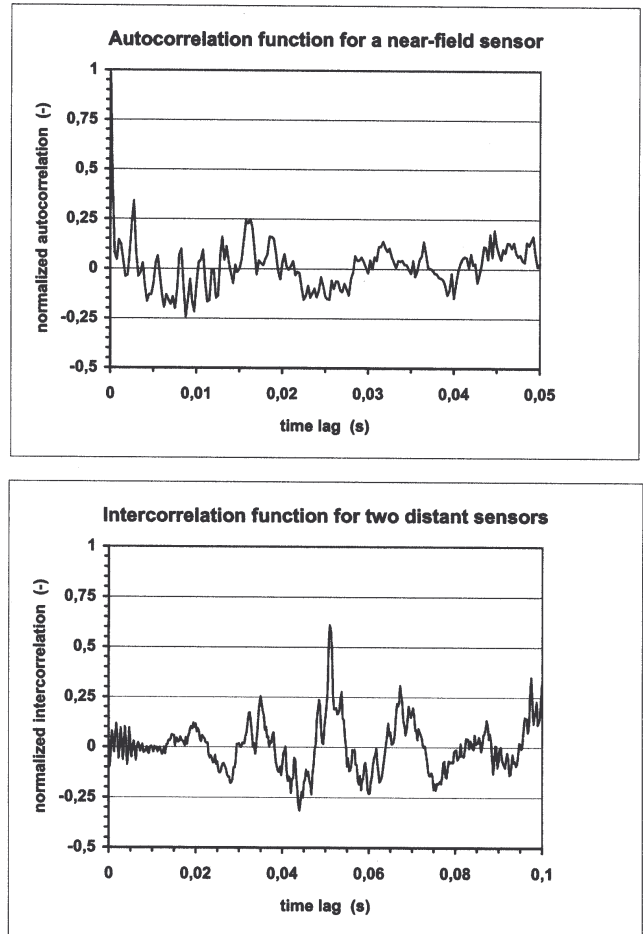 Autocorrelation function for a near-field sensor
normalized autocorrelation (-)
1
0,75
0,5
0,25
0
-0,25
-0,5
0 0,01 0,02 0,03 0,04 0,05
time lag (s)
Intercorrelation function for two distant sensors
normalized intercorrelation (-)
1
0,75
0,5
0,25
0
-0,25
-0,5
0 0,02 0,04 0,06 0,08 0,1
time lag (s)